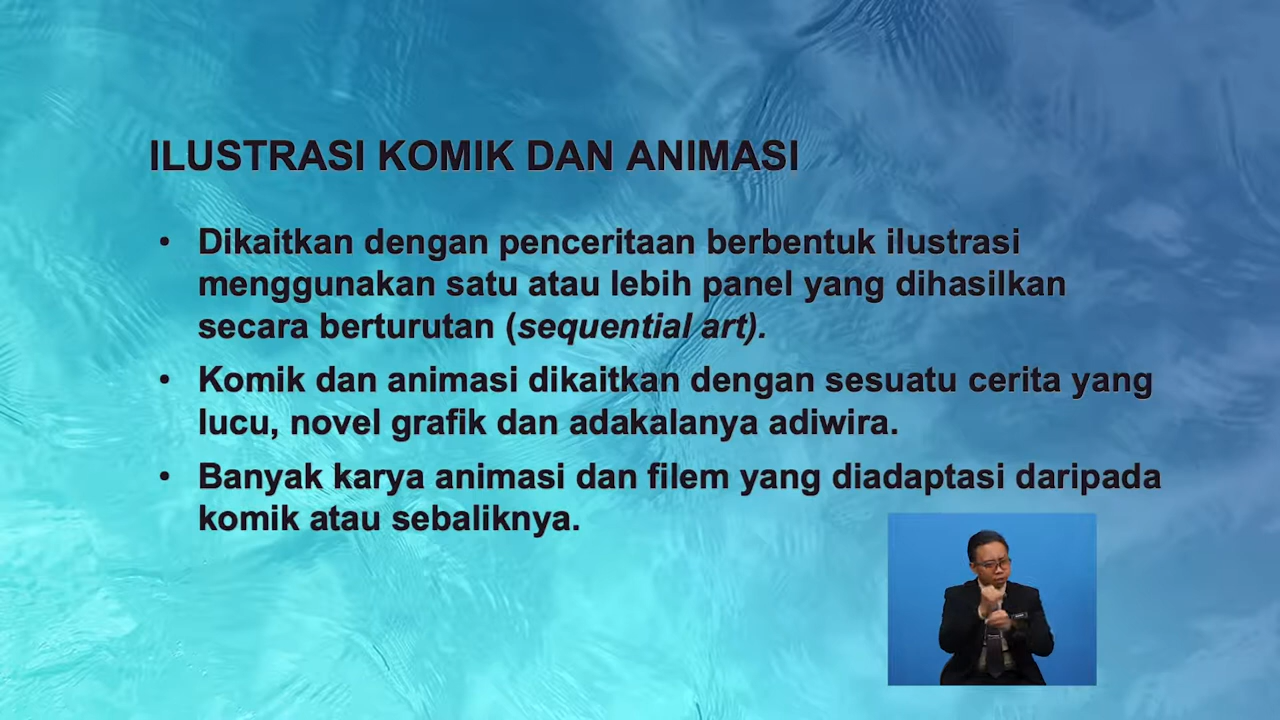 ILUSTRASI KOMIK DAN ANIMASI
• Dikaitkan dengan penceritaan berbentuk ilustrasi
menggunakan satu atau lebih panel yang dihasilkan
secara berturutan (sequential art).
• Komik dan animasi dikaitkan dengan sesuatu cerita yang
lucu, novel grafik dan adakalanya adiwira.
• Banyak karya animasi dan filem yang diadaptasi daripada
komik atau sebaliknya.